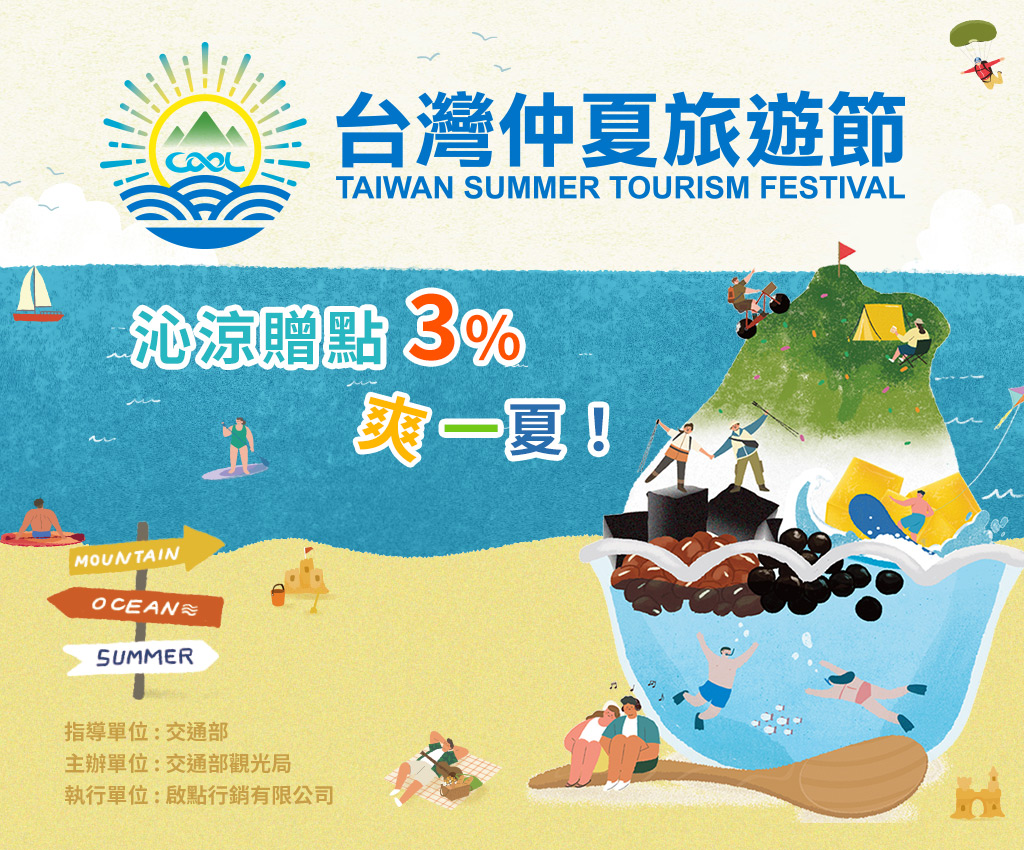 COOL
台灣仲夏旅遊節
TAIWAN SUMMER TOURISM FESTIVAL
沁涼贈點 3%
爽一夏！
MOUNTAIN
OCEAN
SUMMER
指導單位：交通部
主辦單位：交通部觀光局
執行單位：啟點行銷有限公司